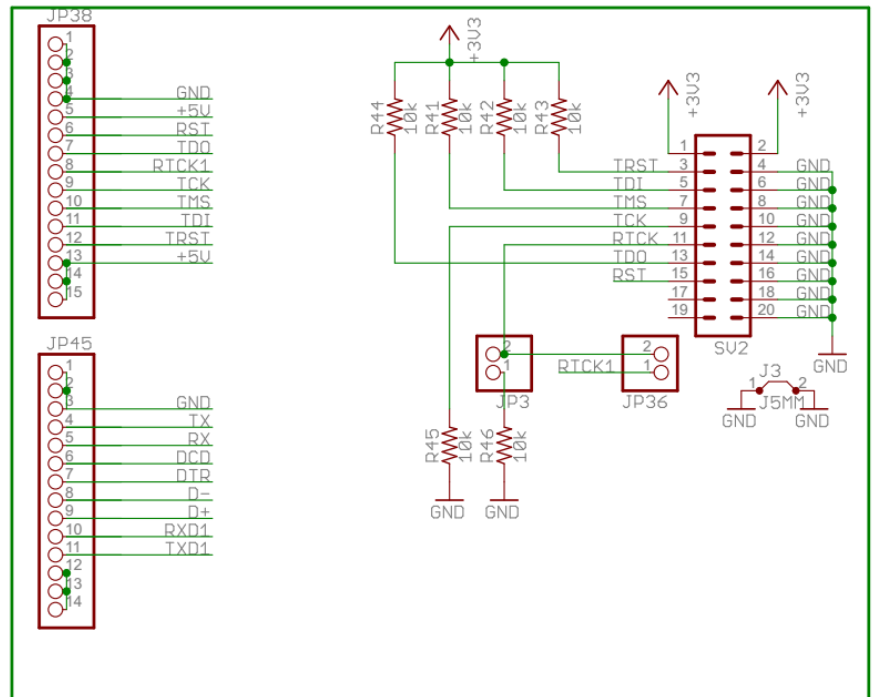 JP38
1
2
3
4 GND
5 +5V
6 RST
7 TDO
8 RTCK1
9 TCK
10 TMS
11 TDI
12 TRST
13 +5V
14
15
JP45
1
2
3 GND
4 TX
5 RX
6 DCD
7 DTR
8 D-
9 D+
10 RXD1
11 TXD1
12
13
14
+3V3
R44 10k
R41 10k
R42 10k
R43 10k
+3V3
+3V3
1 2
TRST 3 4 GND
TDI 5 6 GND
TMS 7 8 GND
TCK 9 10 GND
RTCK 11 12 GND
TDO 13 14 GND
RST 15 16 GND
17 18 GND
19 20 GND
SV2
GND
2
1
JP3
RTCK1
2
1
JP36
J3
1 2
J5MM
GND GND
R45 10k
R46 10k
GND GND